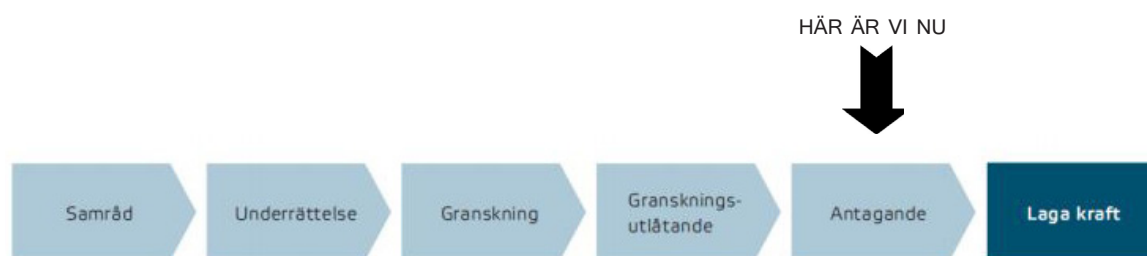 HÄR ÄR VI NU
Samråd
Underrättelse
Granskning
Gransknings-
utlåtande
Antagande
Laga kraft